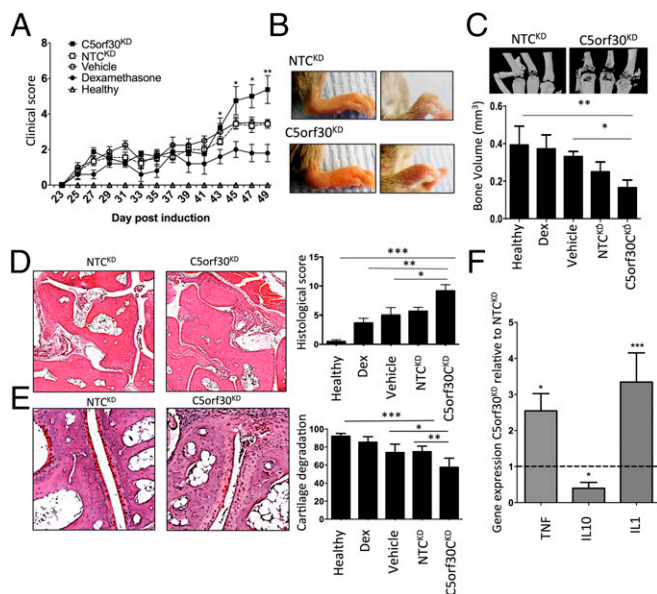 A
C5orf30KD
NTCKD
Vehicle
Dexamethasone
Healthy
Clinical score
6
4
2
0
23
25
27
29
31
33
35
37
39
41
43
45
47
49
*
*
*
**
Day post induction
B
NTCKD
C5orf30KD
C
NTCKD
C5orf30KD
Bone Volume (mm3)
0.6
0.4
0.2
0.0
**
*
Healthy
Dex
Vehicle
NTCKD
C5orf30CKD
D
NTCKD
C5orf30KD
Histological score
15
10
5
0
***
**
*
Healthy
Dex
Vehicle
NTCKD
C5orf30CKD
E
NTCKD
C5orf30KD
Cartilage degradation
100
80
60
40
20
0
***
*
**
Healthy
Dex
Vehicle
NTCKD
C5orf30CKD
F
Gene expression C5orf30KD relative to NTCKD
5
4
3
2
1
0
*
*
***
TNF
IL10
IL1